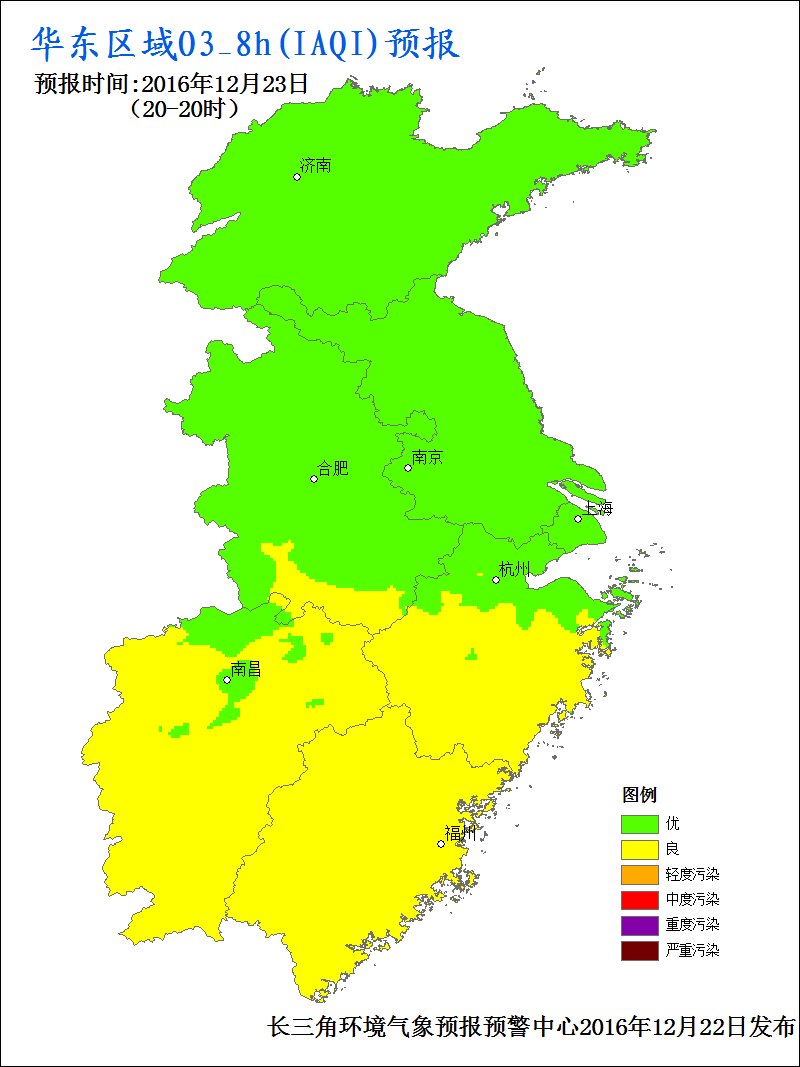 华东区域O3_8h(IAQI)预报
预报时间:2016年12月23日
（20-20时）
济南
南京
合肥
上海
杭州
南昌
福州
图例
优
良
轻度污染
中度污染
重度污染
严重污染
长三角环境气象预报预警中心2016年12月22日发布